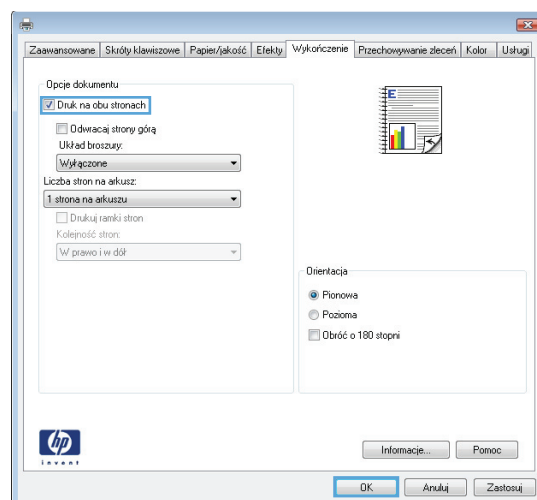 Zaawansowane Skróty klawiszowe Papier/jakość Efekty Wykończenie Przechowywanie zleceń Kolor Usługi
Opcje dokumentu
Druk na obu stronach
Odwracaj strony górą
Układ broszury:
Wyłączone
Liczba stron na arkusz:
1 strona na arkuszu
Drukuj ramki stron
Kolejność stron:
W prawo i w dół
E
Orientacja
Pionowa
Pozioma
Obróć o 180 stopni
hp
invent
Informacje... Pomoc
OK Anuluj Zastosuj